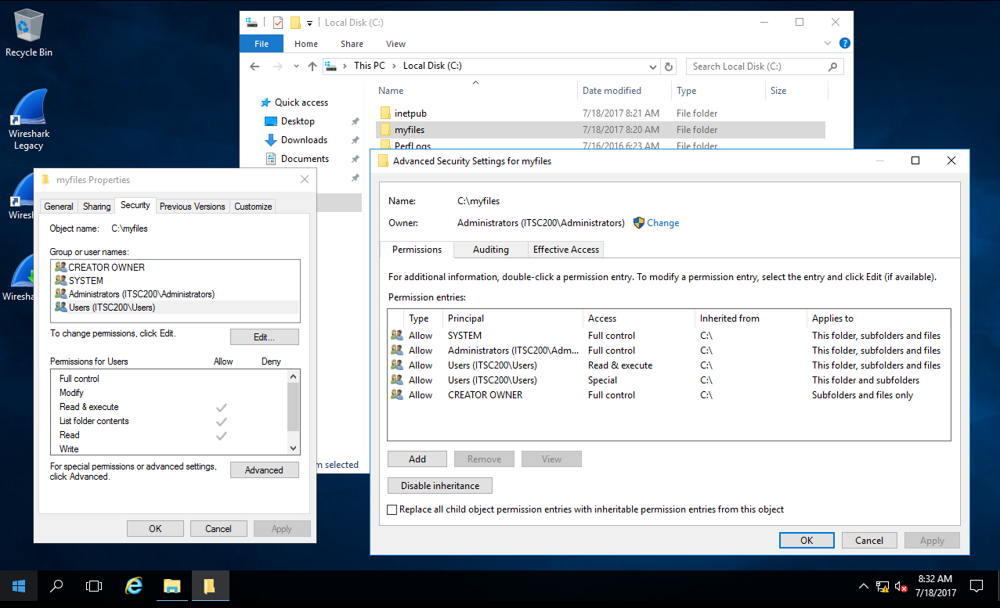 Recycle Bin
Wireshark
Legacy
Wiresh
Wireshark
Local Disk (C:)
File Home Share View
This PC > Local Disk (C:)
Search Local Disk (C:)
Name Date modified Type Size
Quick access
Desktop
Downloads
Documents
inetpub 7/18/2017 8:21 AM File folder
myfiles 7/18/2017 8:20 AM File folder
PerfLogs 7/16/2016 6:23 AM File folder
m selected
myfiles Properties
General Sharing Security Previous Versions Customize
Object name: C:\myfiles
Group or user names:
CREATOR OWNER
SYSTEM
Administrators (ITSC200\Administrators)
Users (ITSC200\Users)
To change permissions, click Edit.
Edit...
Permissions for Users Allow Deny
Full control
Modify
Read & execute
List folder contents
Read
Write
For special permissions or advanced settings,
click Advanced.
Advanced
OK Cancel Apply
Advanced Security Settings for myfiles
Name: C:\myfiles
Owner: Administrators (ITSC200\Administrators) Change
Permissions Auditing Effective Access
For additional information, double-click a permission entry. To modify a permission entry, select the entry and click Edit (if available).
Permission entries:
Type Principal Access Inherited from Applies to
Allow SYSTEM Full control C:\ This folder, subfolders and files
Allow Administrators (ITSC200\Adm... Full control C:\ This folder, subfolders and files
Allow Users (ITSC200\Users) Read & execute C:\ This folder, subfolders and files
Allow Users (ITSC200\Users) Special C:\ This folder and subfolders
Allow CREATOR OWNER Full control C:\ Subfolders and files only
Add Remove View
Disable inheritance
Replace all child object permission entries with inheritable permission entries from this object
OK Cancel Apply
8:32 AM
7/18/2017